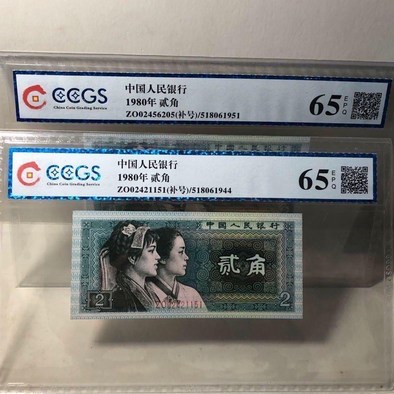 CCGS
China Coin Grading Service
中国人民银行
1980年 贰角
ZO02456205(补号)/518061951
65 EPQ
CCGS
China Coin Grading Service
中国人民银行
1980年 贰角
ZO02421151(补号)/518061944
65 EPQ
中国人民银行
贰角
2
ZO02421151
2